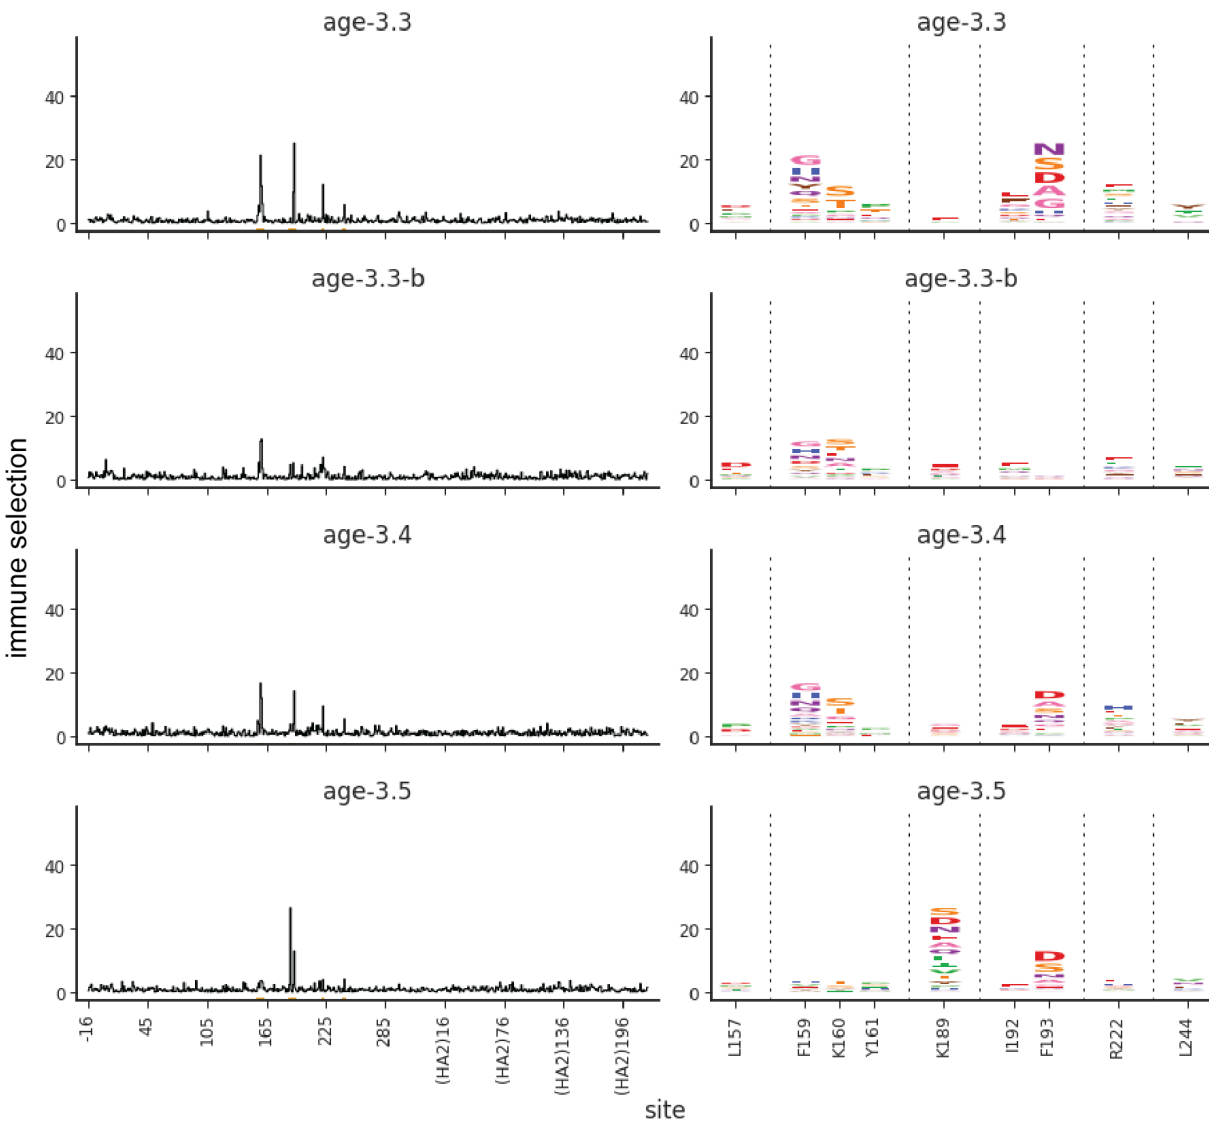 age-3.3
age-3.3
40
20
0
40
20
0
age-3.3-b
age-3.3-b
40
20
0
40
20
0
age-3.4
age-3.4
40
20
0
40
20
0
age-3.5
age-3.5
40
20
0
40
20
0
immune selection
-16
45
105
165
225
285
(HA2)16
(HA2)76
(HA2)136
(HA2)196
L157
F159
K160
Y161
K189
I192
F193
R222
L244
site